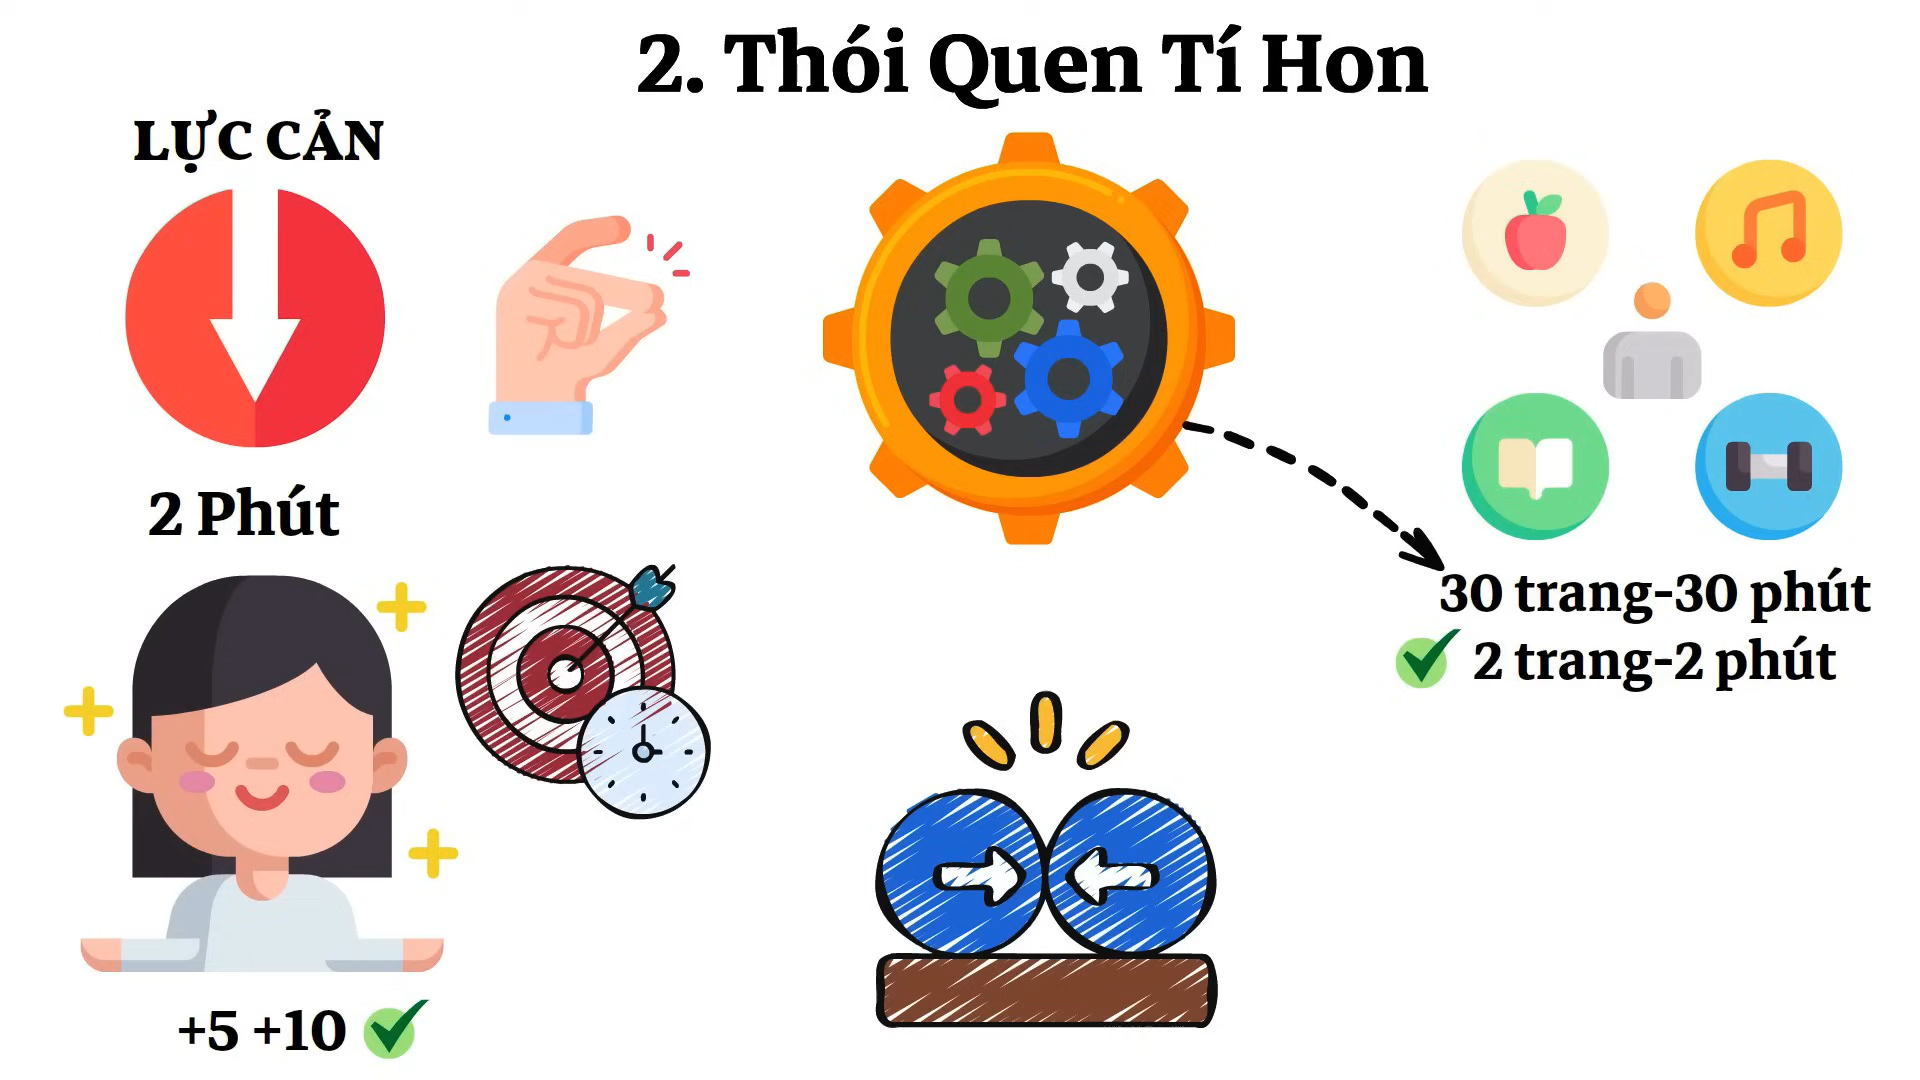 2. Thói Quen Tí Hon
LỰC CẢN
2 Phút
30 trang-30 phút
2 trang-2 phút
+5 +10